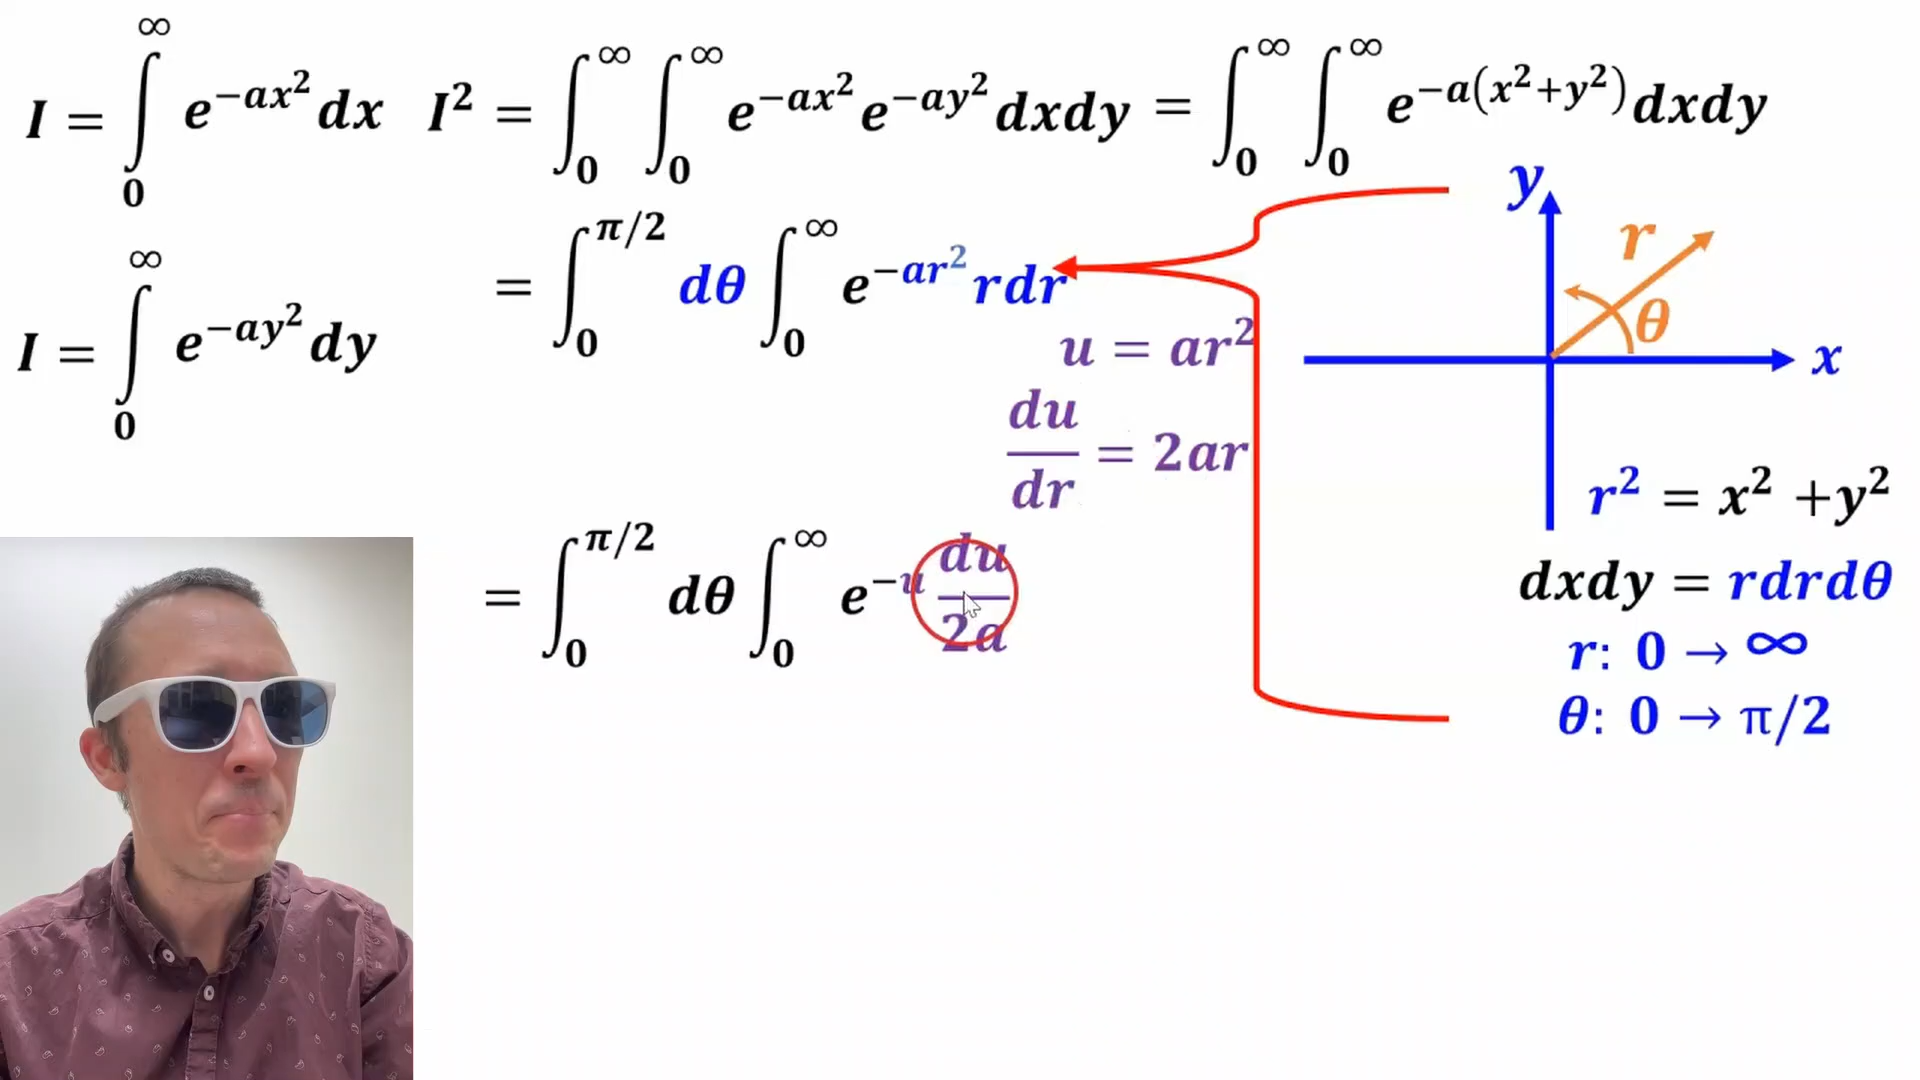 I = ∫₀^∞ e^{-ax²} dx   I² = ∫₀^∞ ∫₀^∞ e^{-ax²} e^{-ay²} dxdy = ∫₀^∞ ∫₀^∞ e^{-a(x²+y²)} dxdy
= ∫₀^{π/2} dθ ∫₀^∞ e^{-ar²} rdr
I = ∫₀^∞ e^{-ay²} dy
u = ar²
du/dr = 2ar
= ∫₀^{π/2} dθ ∫₀^∞ e^{-u} du/2a
y
r
θ
x
r² = x² +y²
dxdy = rdrdθ
r: 0 → ∞
θ: 0 → π/2